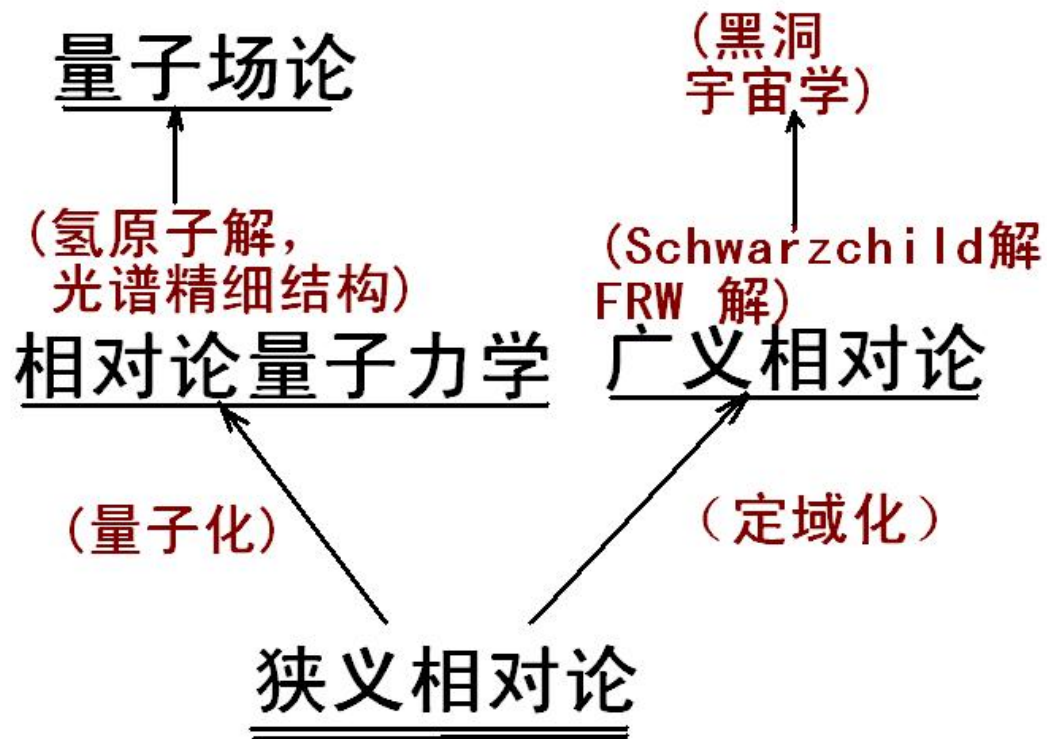 量子场论
(黑洞
宇宙学)
(氢原子解,
光谱精细结构)
(Schwarzchild解
FRW 解)
相对论量子力学
广义相对论
(量子化)
（定域化）
狭义相对论